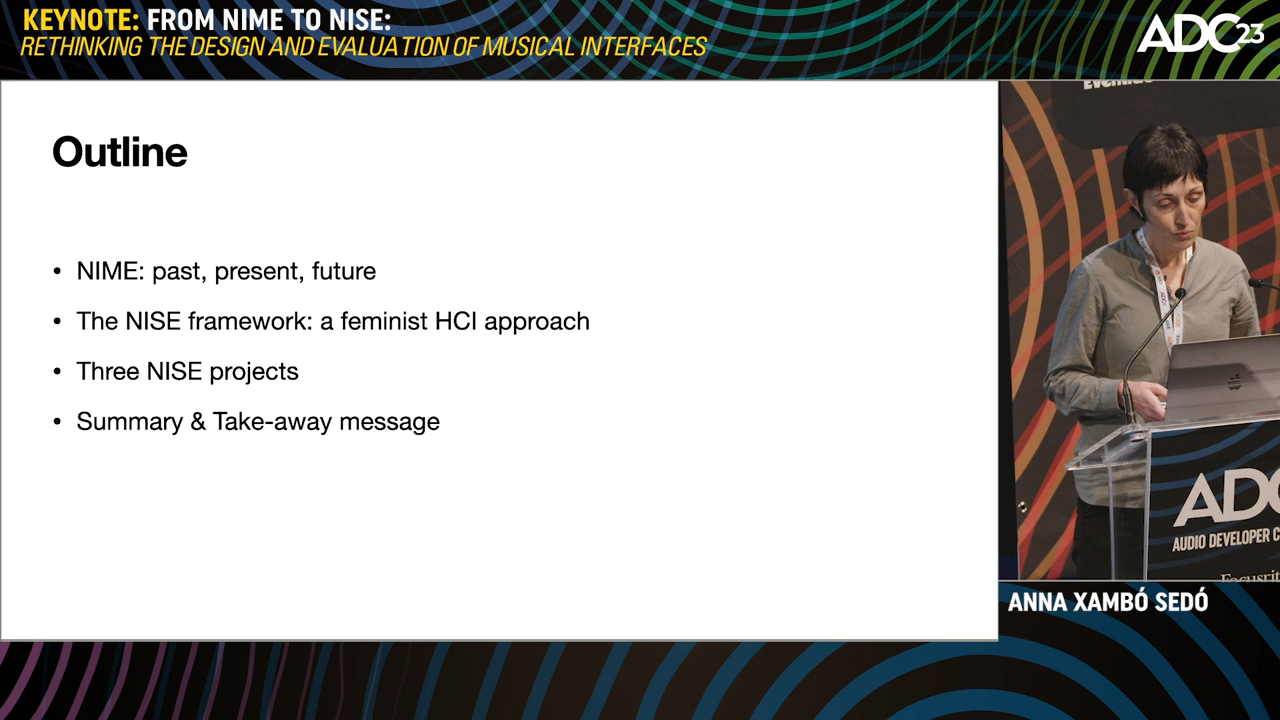 KEYNOTE: FROM NIME TO NISE:
RETHINKING THE DESIGN AND EVALUATION OF MUSICAL INTERFACES
ADC23
Outline
• NIME: past, present, future
• The NISE framework: a feminist HCI approach
• Three NISE projects
• Summary & Take-away message
ADC
AUDIO DEVELOPER C
Focusrit
ANNA XAMBÓ SEDÓ